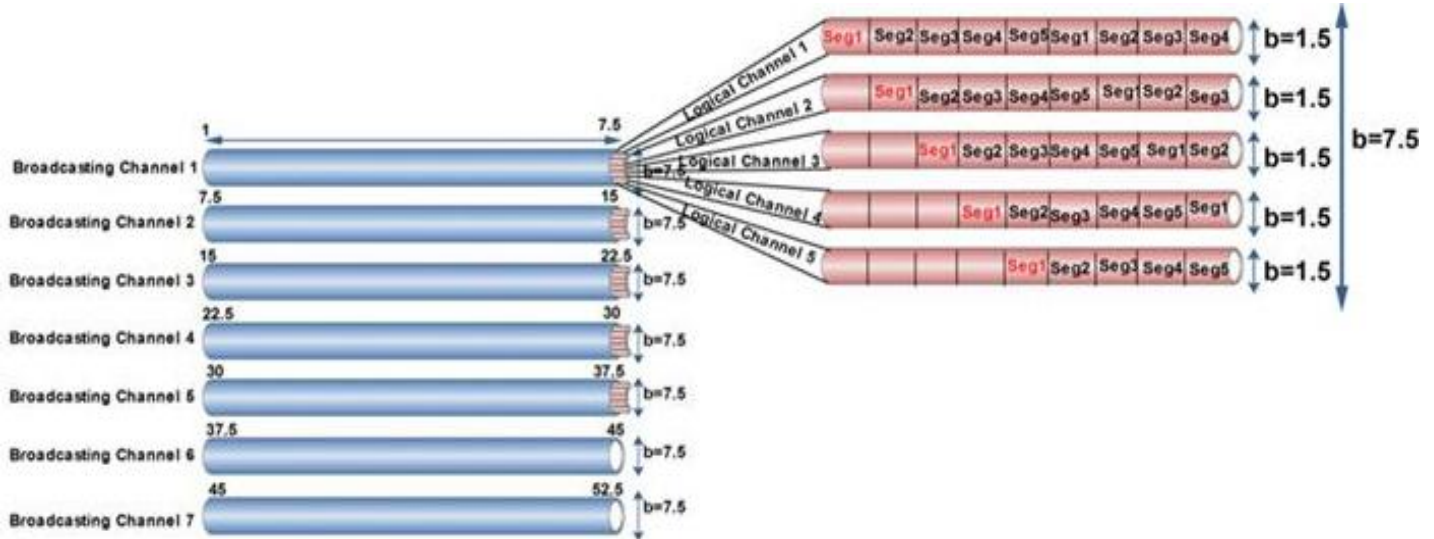 1 7.5
Broadcasting Channel 1
b=7.5
7.5 15
Broadcasting Channel 2
b=7.5
15 22.5
Broadcasting Channel 3
b=7.5
22.5 30
Broadcasting Channel 4
b=7.5
30 37.5
Broadcasting Channel 5
b=7.5
37.5 45
Broadcasting Channel 6
b=7.5
45 52.5
Broadcasting Channel 7
b=7.5
Logical Channel 1
Seg1 Seg2 Seg3 Seg4 Seg5 Seg1 Seg2 Seg3 Seg4
b=1.5
Logical Channel 2
Seg1 Seg2 Seg3 Seg4 Seg5 Seg1 Seg2 Seg3
b=1.5
Logical Channel 3
Seg1 Seg2 Seg3 Seg4 Seg5 Seg1 Seg2
b=1.5
Logical Channel 4
Seg1 Seg2 Seg3 Seg4 Seg5 Seg1
b=1.5
Logical Channel 5
Seg1 Seg2 Seg3 Seg4 Seg5
b=1.5
b=7.5